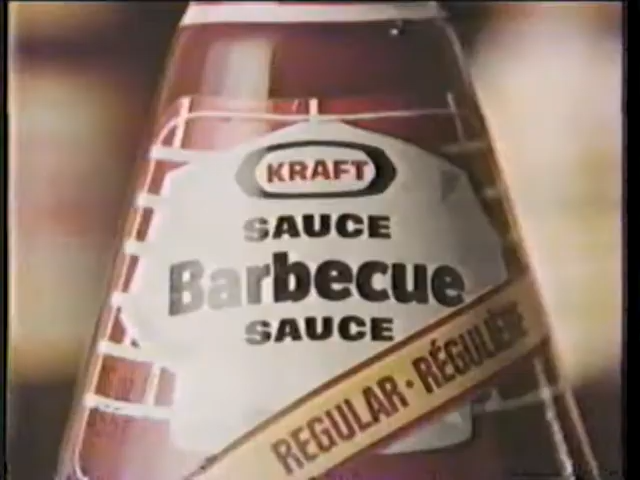 KRAFT
SAUCE
Barbecue
SAUCE
REGULAR · RÉGULIÈRE